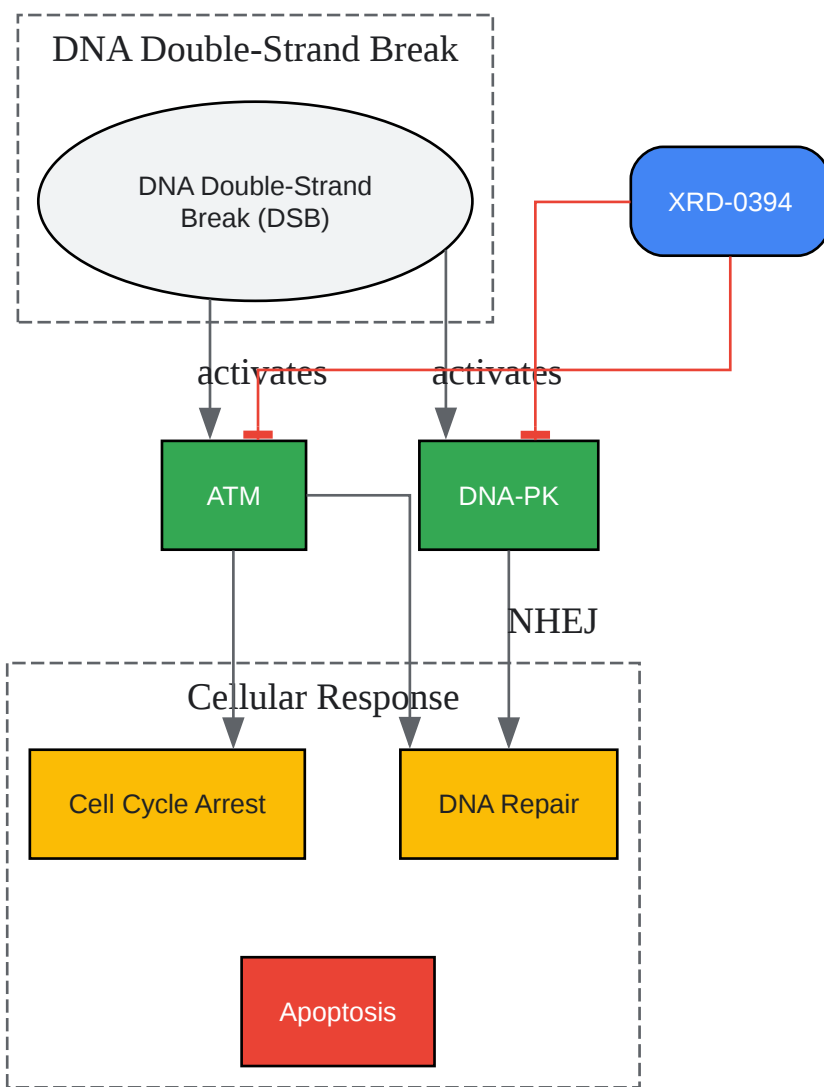 DNA Double-Strand Break
DNA Double-Strand
Break (DSB)
XRD-0394
activates
activates
ATM
DNA-PK
NHEJ
Cellular Response
Cell Cycle Arrest
DNA Repair
Apoptosis